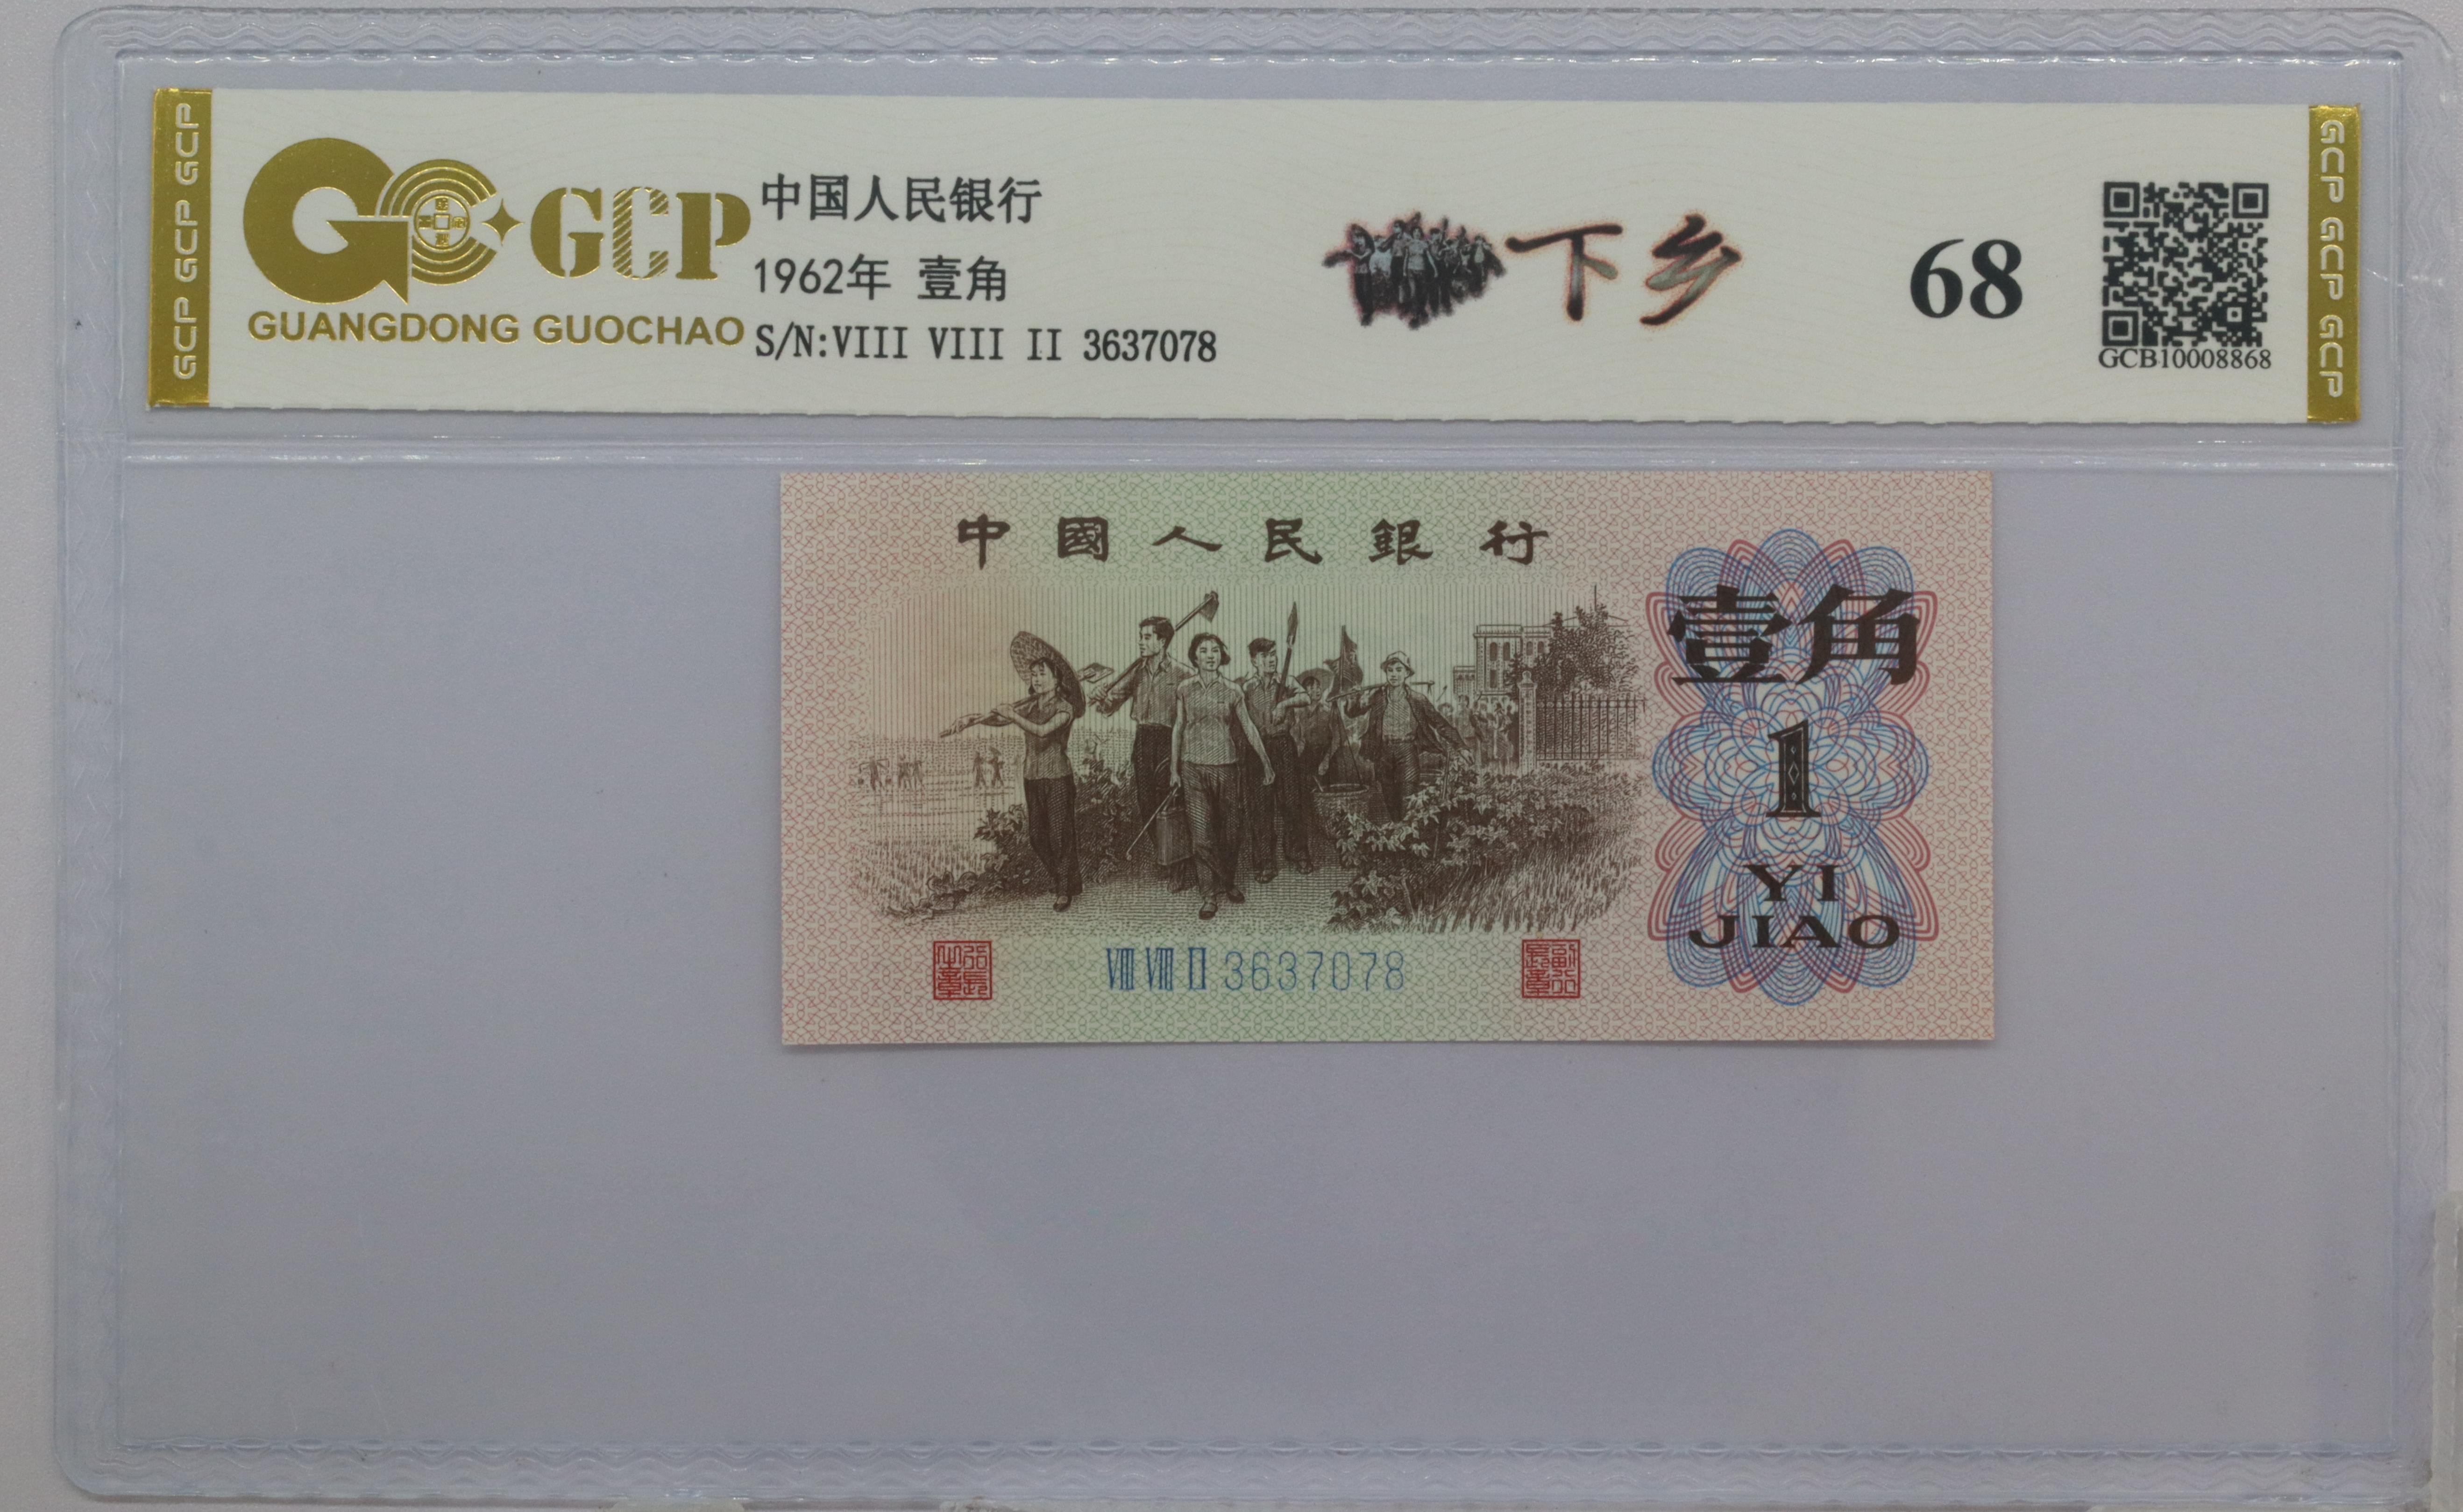 GCP GCP GCP
GCP
GUANGDONG GUOCHAO
中国人民银行
1962年 壹角
S/N:VIII VIII II 3637078
下乡
68
GCB10008868
GCP GCP GCP GCP
中國人民銀行
壹角
1
YI
JIAO
VIII VIII II 3637078